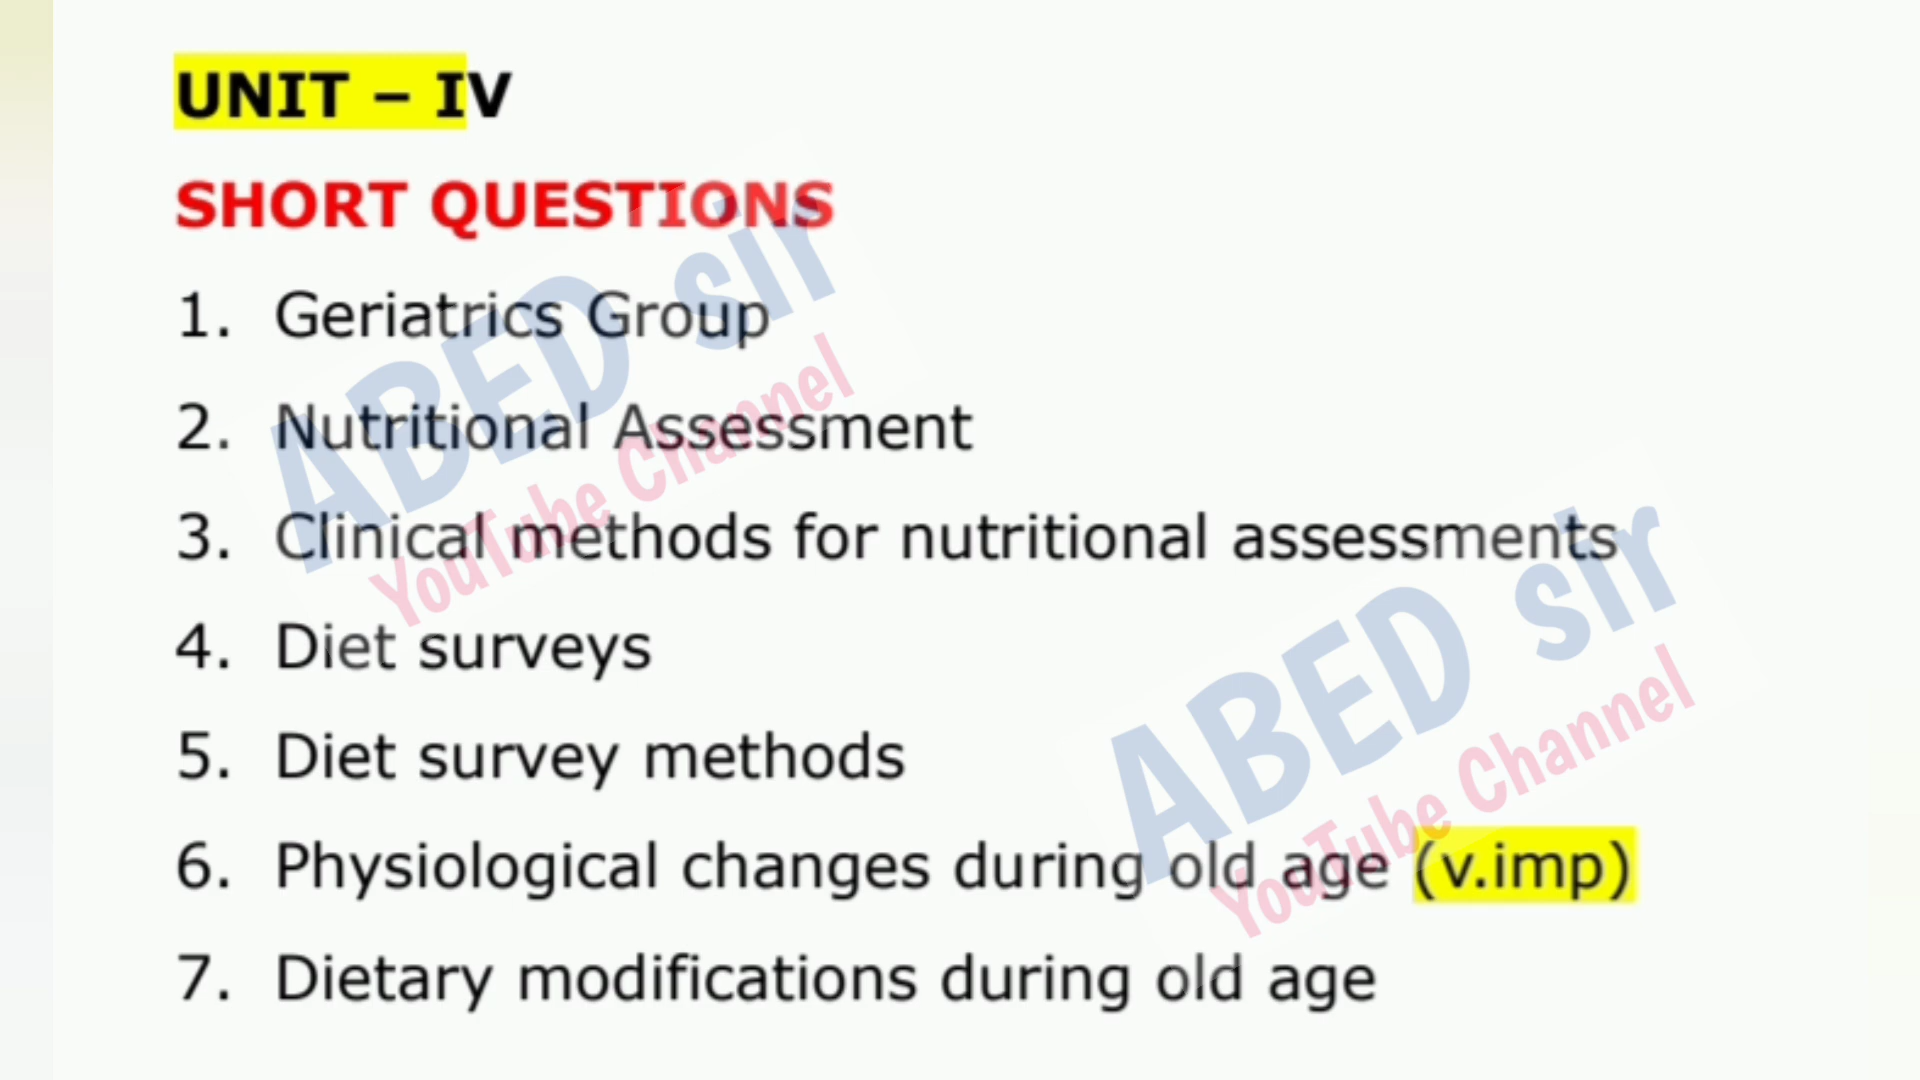 UNIT – IV
SHORT QUESTIONS
1. Geriatrics Group
2. Nutritional Assessment
3. Clinical methods for nutritional assessments
4. Diet surveys
5. Diet survey methods
6. Physiological changes during old age (v.imp)
7. Dietary modifications during old age
ABED sir
YouTube Channel
ABED sir
YouTube Channel